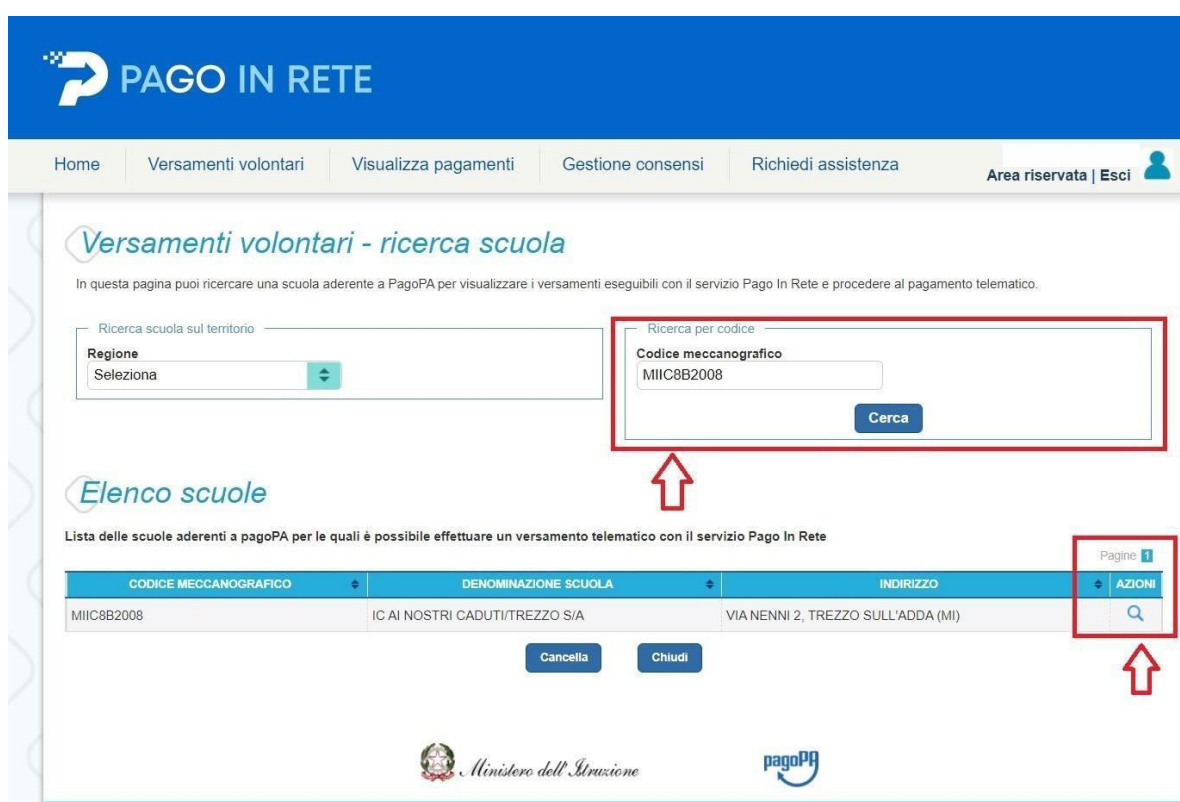 PAGO IN RETE
Home Versamenti volontari Visualizza pagamenti Gestione consensi Richiedi assistenza Area riservata | Esci
Versamenti volontari - ricerca scuola
In questa pagina puoi ricercare una scuola aderente a PagoPA per visualizzare i versamenti eseguibili con il servizio Pago In Rete e procedere al pagamento telematico.
Ricerca scuola sul territorio
Regione
Seleziona
Ricerca per codice
Codice meccanografico
MIIC8B2008
Cerca
Elenco scuole
Lista delle scuole aderenti a pagoPA per le quali è possibile effettuare un versamento telematico con il servizio Pago In Rete
Pagine 1
CODICE MECCANOGRAFICO DENOMINAZIONE SCUOLA INDIRIZZO AZIONI
MIIC8B2008 IC AI NOSTRI CADUTI/TREZZO S/A VIA NENNI 2, TREZZO SULL'ADDA (MI)
Cancella Chiudi
Ministero dell'Istruzione pagoPA